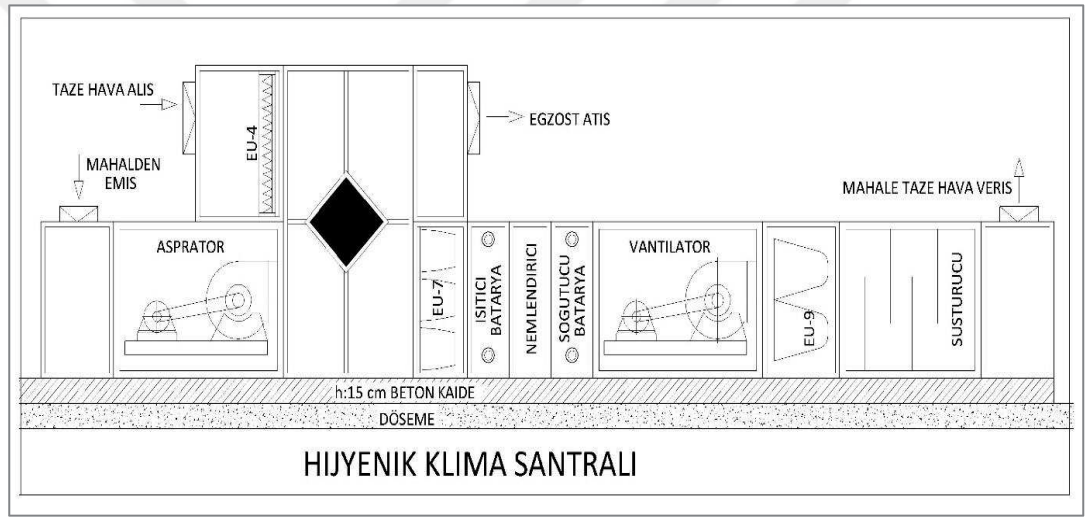 TAZE HAVA ALIS
EGZOST ATIS
EU-4
MAHALDEN
EMIS
MAHALE TAZE HAVA VERIS
ASPRATOR
EU-7
ISITICI
BATARYA
NEMLENDIRICI
SOGUTUCU
BATARYA
VANTILATOR
EU-9
SUSTURUCU
h:15 cm BETON KAIDE
DÖSEME
HIJYENIK KLIMA SANTRALI